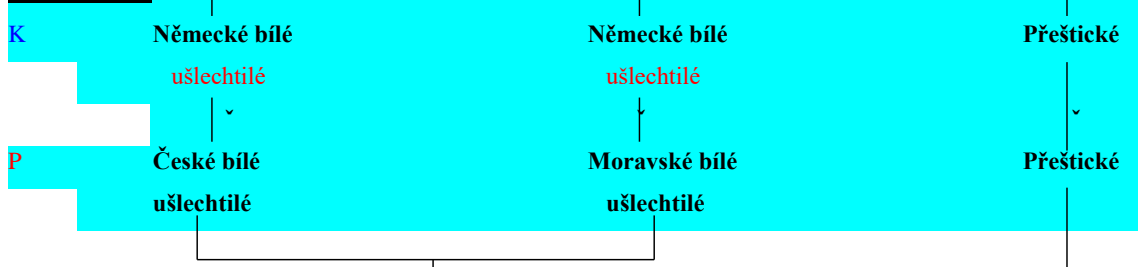 K Německé bílé Německé bílé Přeštické
ušlechtilé ušlechtilé
ˇ ˇ ˇ
P České bílé Moravské bílé Přeštické
ušlechtilé ušlechtilé